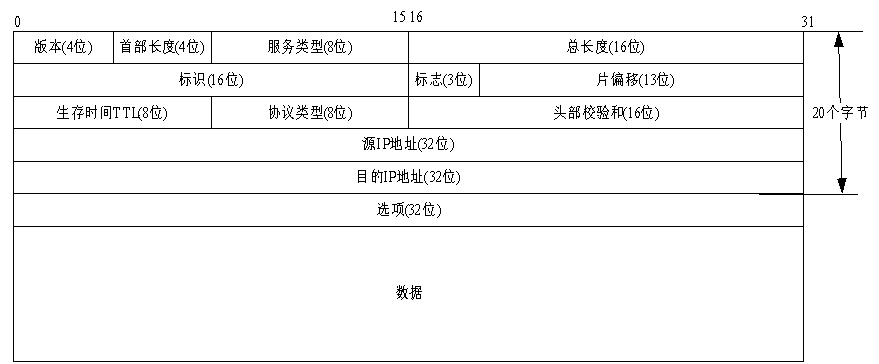 0 15 16 31
版本(4位) 首部长度(4位) 服务类型(8位) 总长度(16位)
标识(16位) 标志(3位) 片偏移(13位)
生存时间TTL(8位) 协议类型(8位) 头部校验和(16位) 20个字节
源IP地址(32位)
目的IP地址(32位)
选项(32位)
数据